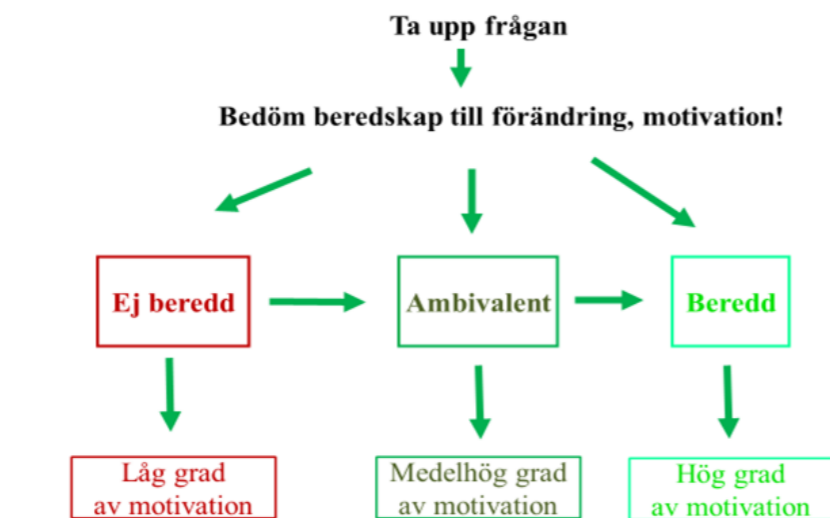 Ta upp frågan
Bedöm beredskap till förändring, motivation!
Ej beredd
Ambivalent
Beredd
Låg grad
av motivation
Medelhög grad
av motivation
Hög grad
av motivation